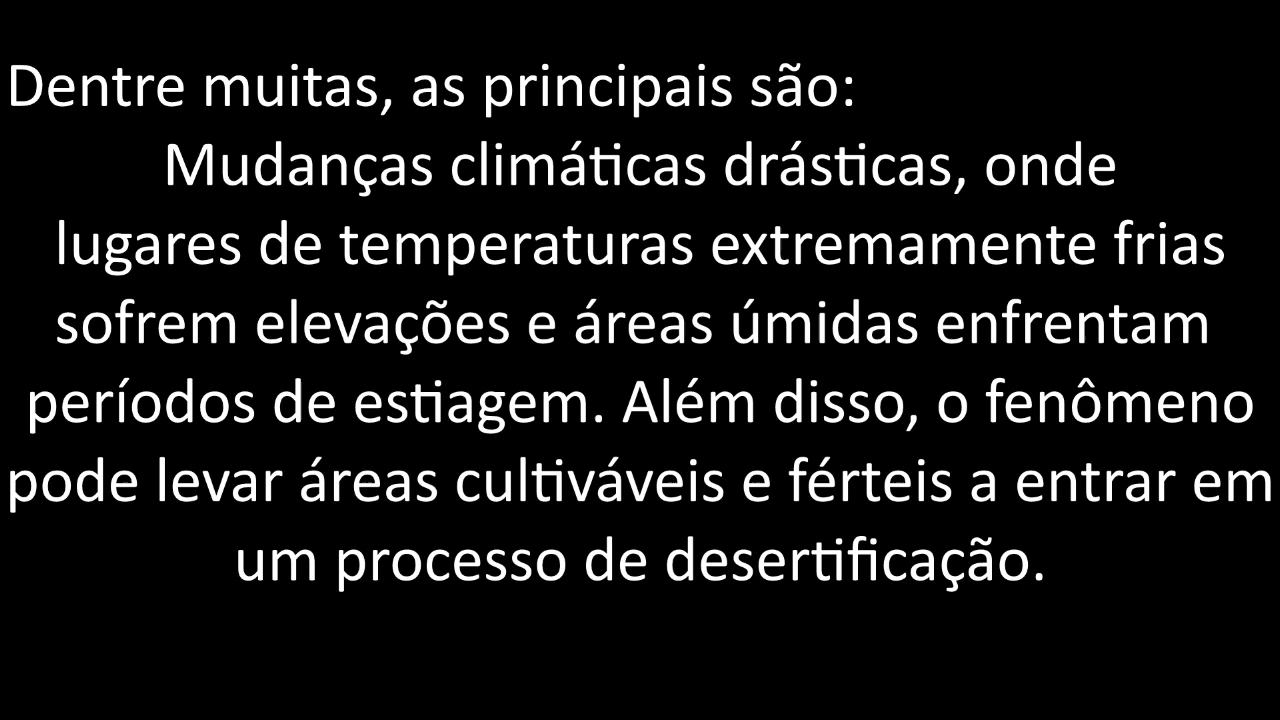 Dentre muitas, as principais são:
Mudanças climáticas drásticas, onde
lugares de temperaturas extremamente frias
sofrem elevações e áreas úmidas enfrentam
períodos de estiagem. Além disso, o fenômeno
pode levar áreas cultiváveis e férteis a entrar em
um processo de desertificação.